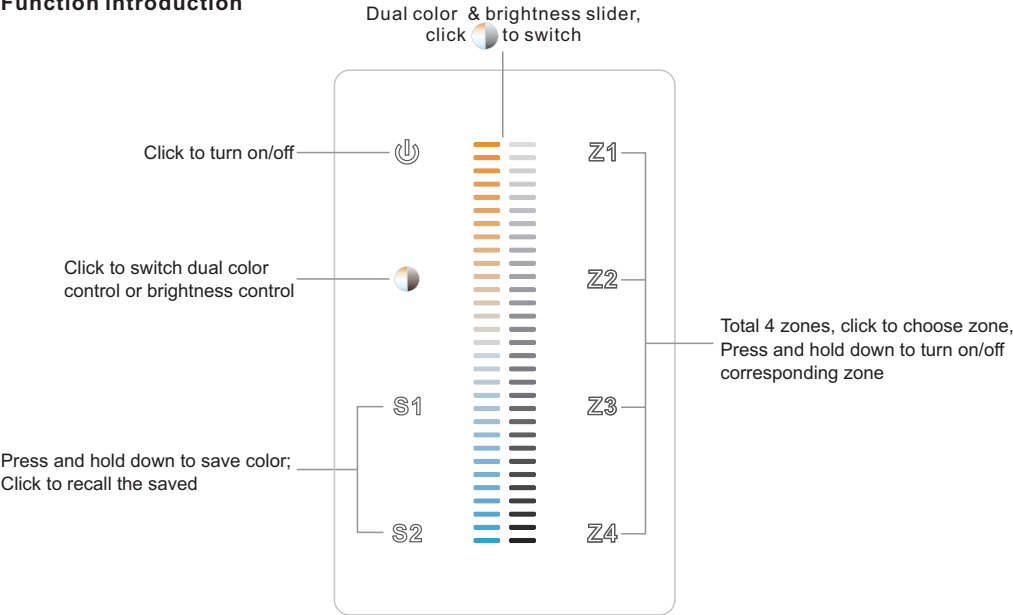 Function Introduction
Dual color & brightness slider,
click to switch
Click to turn on/off
Z1
Click to switch dual color
control or brightness control
Z2
Total 4 zones, click to choose zone,
Press and hold down to turn on/off
corresponding zone
S1
Z3
Press and hold down to save color;
Click to recall the saved
S2
Z4